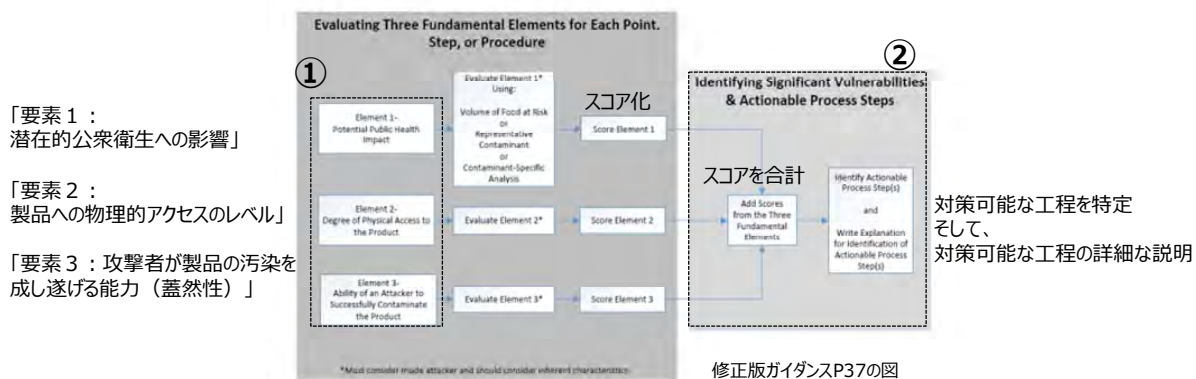 Evaluating Three Fundamental Elements for Each Point,
Step, or Procedure
①
「要素１：
潜在的公衆衛生への影響」
「要素２：
製品への物理的アクセスのレベル」
「要素３：攻撃者が製品の汚染を
成し遂げる能力（蓋然性）」
Element 1-
Potential Public Health
Impact
Evaluate Element 1*
Using:
Volume of Food at Risk
or
Representative
Contaminant
or
Contaminant-Specific
Analysis
スコア化
Score Element 1
Element 2-
Degree of Physical Access to
the Product
Evaluate Element 2*
Score Element 2
Element 3-
Ability of an Attacker to
Successfully Contaminate
the Product
Evaluate Element 3*
Score Element 3
*Must consider inside attacker and should consider inherent characteristics
②
Identifying Significant Vulnerabilities
& Actionable Process Steps
スコアを合計
Add Scores
from the Three
Fundamental
Elements
Identify Actionable
Process Step(s)
and
Write Explanation
for Identification of
Actionable Process
Step(s)
対策可能な工程を特定
そして、
対策可能な工程の詳細な説明
修正版ガイダンスP37の図